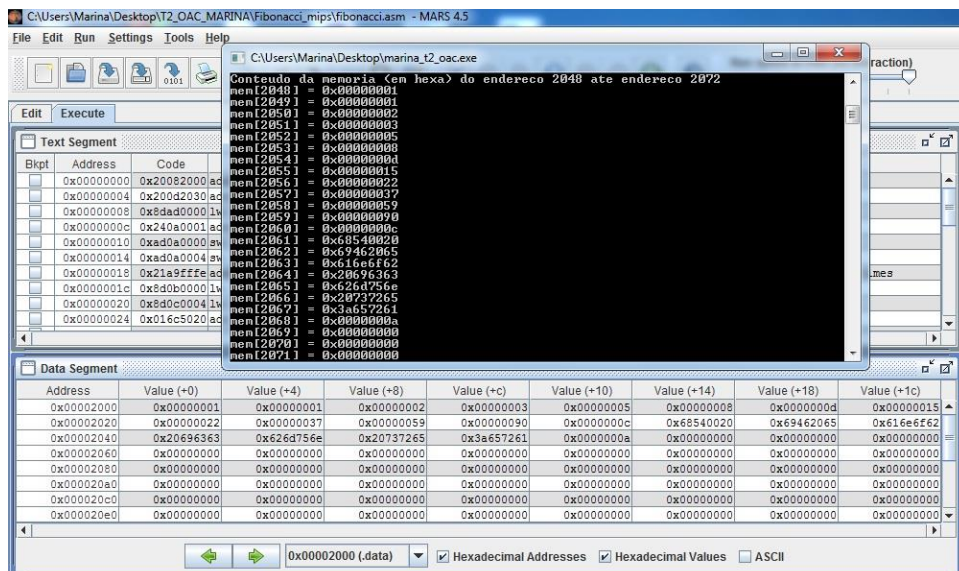 C:\Users\Marina\Desktop\T2_OAC_MARINA\Fibonacci_mips\fibonacci.asm - MARS 4.5
File Edit Run Settings Tools Help
raction)
C:\Users\Marina\Desktop\marina_t2_oac.exe
Conteudo da memoria (em hexa) do endereco 2048 ate endereco 2072
mem[2048] = 0x00000001
mem[2049] = 0x00000001
mem[2050] = 0x00000002
mem[2051] = 0x00000003
mem[2052] = 0x00000005
mem[2053] = 0x00000008
mem[2054] = 0x0000000d
mem[2055] = 0x00000015
mem[2056] = 0x00000022
mem[2057] = 0x00000037
mem[2058] = 0x00000059
mem[2059] = 0x00000090
mem[2060] = 0x0000000c
mem[2061] = 0x68540020
mem[2062] = 0x69462065
mem[2063] = 0x616e6f62
mem[2064] = 0x20696363
mem[2065] = 0x626d756e
mem[2066] = 0x20737265
mem[2067] = 0x3a657261
mem[2068] = 0x0000000a
mem[2069] = 0x00000000
mem[2070] = 0x00000000
mem[2071] = 0x00000000
Edit Execute
Text Segment
Bkpt Address Code
0x00000000 0x20082000 ad
0x00000004 0x200d2030 ad
0x00000008 0x8dad0000 lw
0x0000000c 0x240a0001 ad
0x00000010 0xad0a0000 sw
0x00000014 0xad0a0004 sw
0x00000018 0x21a9fffe ad mes
0x0000001c 0x8d0b0000 lw
0x00000020 0x8d0c0004 lw
0x00000024 0x016c5020 ad
Data Segment
Address Value (+0) Value (+4) Value (+8) Value (+c) Value (+10) Value (+14) Value (+18) Value (+1c)
0x00002000 0x00000001 0x00000001 0x00000002 0x00000003 0x00000005 0x00000008 0x0000000d 0x00000015
0x00002020 0x00000022 0x00000037 0x00000059 0x00000090 0x0000000c 0x68540020 0x69462065 0x616e6f62
0x00002040 0x20696363 0x626d756e 0x20737265 0x3a657261 0x0000000a 0x00000000 0x00000000 0x00000000
0x00002060 0x00000000 0x00000000 0x00000000 0x00000000 0x00000000 0x00000000 0x00000000 0x00000000
0x00002080 0x00000000 0x00000000 0x00000000 0x00000000 0x00000000 0x00000000 0x00000000 0x00000000
0x000020a0 0x00000000 0x00000000 0x00000000 0x00000000 0x00000000 0x00000000 0x00000000 0x00000000
0x000020c0 0x00000000 0x00000000 0x00000000 0x00000000 0x00000000 0x00000000 0x00000000 0x00000000
0x000020e0 0x00000000 0x00000000 0x00000000 0x00000000 0x00000000 0x00000000 0x00000000 0x00000000
0x00002000 (.data) Hexadecimal Addresses Hexadecimal Values ASCII